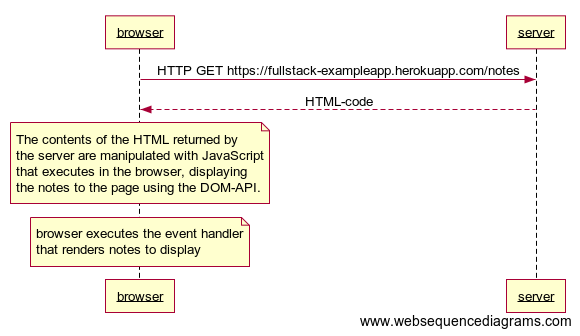 browser
server
HTTP GET https://fullstack-exampleapp.herokuapp.com/notes
HTML-code
The contents of the HTML returned by
the server are manipulated with JavaScript
that executes in the browser, displaying
the notes to the page using the DOM-API.
browser executes the event handler
that renders notes to display
browser
server
www.websequencediagrams.com